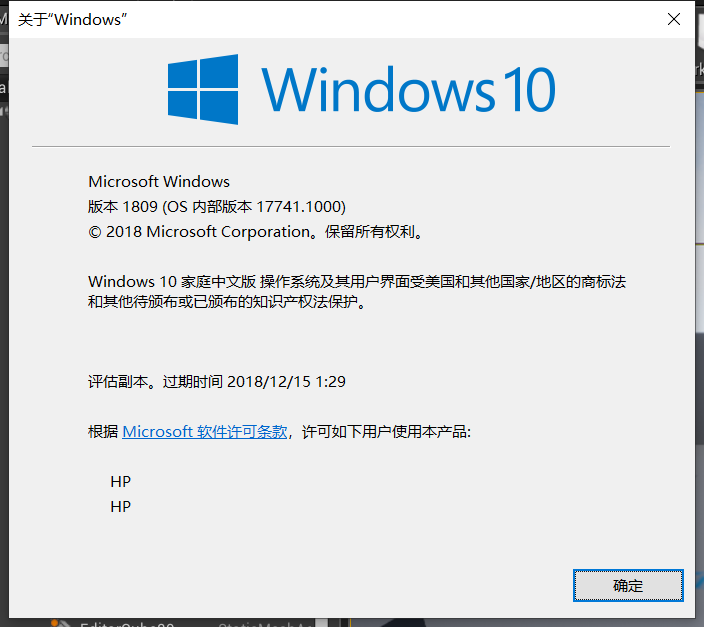 关于“Windows”
Windows 10
Microsoft Windows
版本 1809 (OS 内部版本 17741.1000)
© 2018 Microsoft Corporation。保留所有权利。
Windows 10 家庭中文版 操作系统及其用户界面受美国和其他国家/地区的商标法
和其他待颁布或已颁布的知识产权法保护。
评估副本。过期时间 2018/12/15 1:29
根据 Microsoft 软件许可条款，许可如下用户使用本产品:
HP
HP
确定